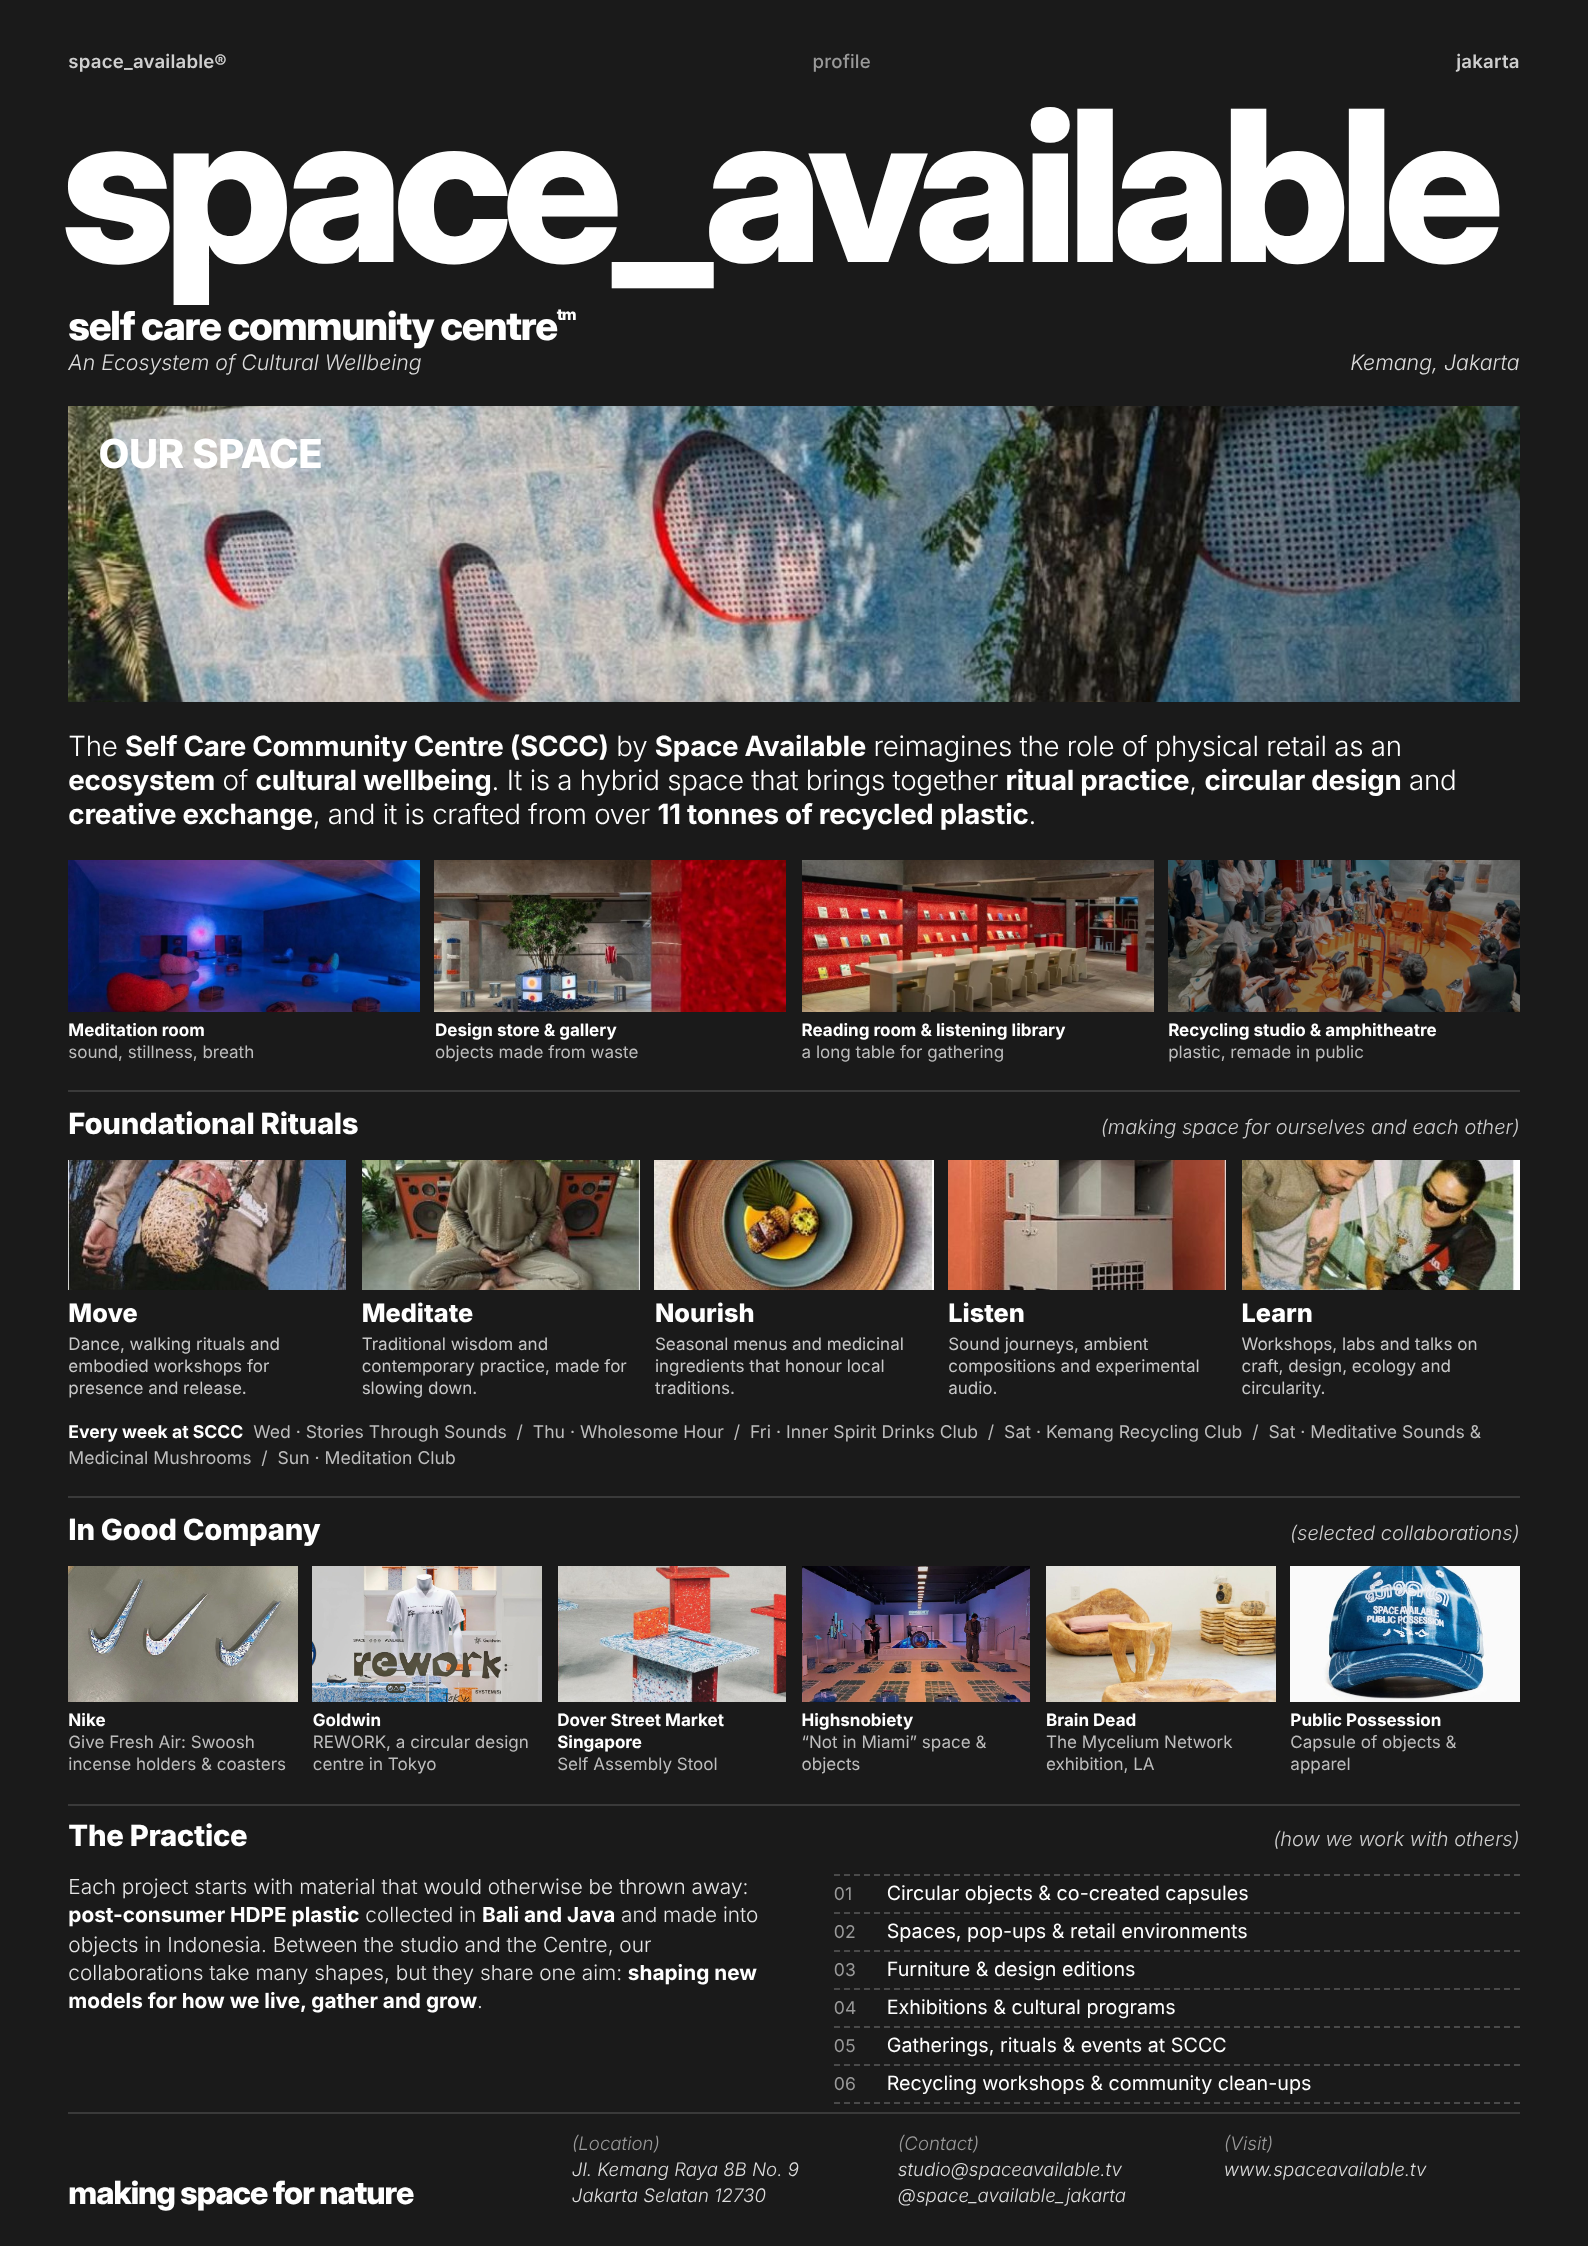 space_available®
profile
jakarta
space_available
self care community centre™
An Ecosystem of Cultural Wellbeing
Kemang, Jakarta
OUR SPACE
The Self Care Community Centre (SCCC) by Space Available reimagines the role of physical retail as an
ecosystem of cultural wellbeing. It is a hybrid space that brings together ritual practice, circular design and
creative exchange, and it is crafted from over 11 tonnes of recycled plastic.
Meditation room
sound, stillness, breath
Design store & gallery
objects made from waste
Reading room & listening library
a long table for gathering
Recycling studio & amphitheatre
plastic, remade in public
Foundational Rituals
(making space for ourselves and each other)
Move
Dance, walking rituals and
embodied workshops for
presence and release.
Meditate
Traditional wisdom and
contemporary practice, made for
slowing down.
Nourish
Seasonal menus and medicinal
ingredients that honour local
traditions.
Listen
Sound journeys, ambient
compositions and experimental
audio.
Learn
Workshops, labs and talks on
craft, design, ecology and
circularity.
Every week at SCCC Wed · Stories Through Sounds / Thu · Wholesome Hour / Fri · Inner Spirit Drinks Club / Sat · Kemang Recycling Club / Sat · Meditative Sounds &
Medicinal Mushrooms / Sun · Meditation Club
In Good Company
(selected collaborations)
rework:
SPACE AVAILABLE
PUBLIC POSSESSION
Nike
Give Fresh Air: Swoosh
incense holders & coasters
Goldwin
REWORK, a circular design
centre in Tokyo
Dover Street Market
Singapore
Self Assembly Stool
Highsnobiety
“Not in Miami” space &
objects
Brain Dead
The Mycelium Network
exhibition, LA
Public Possession
Capsule of objects &
apparel
The Practice
(how we work with others)
Each project starts with material that would otherwise be thrown away:
post-consumer HDPE plastic collected in Bali and Java and made into
objects in Indonesia. Between the studio and the Centre, our
collaborations take many shapes, but they share one aim: shaping new
models for how we live, gather and grow.
01 Circular objects & co-created capsules
02 Spaces, pop-ups & retail environments
03 Furniture & design editions
04 Exhibitions & cultural programs
05 Gatherings, rituals & events at SCCC
06 Recycling workshops & community clean-ups
making space for nature
(Location)
Jl. Kemang Raya 8B No. 9
Jakarta Selatan 12730
(Contact)
studio@spaceavailable.tv
@space_available_jakarta
(Visit)
www.spaceavailable.tv